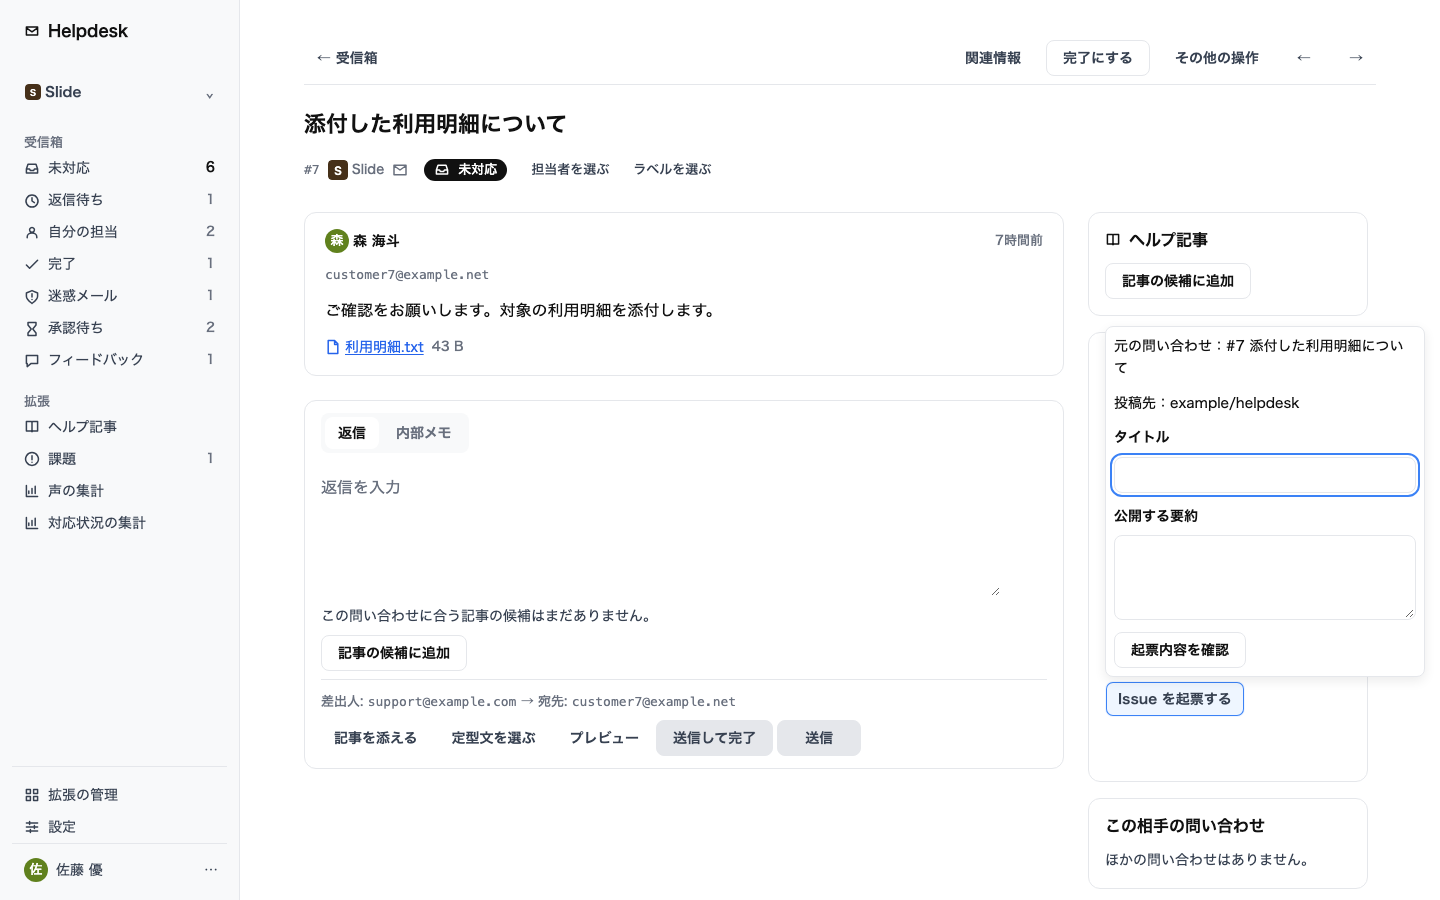 Helpdesk
S Slide
受信箱
未対応 6
返信待ち 1
自分の担当 2
完了 1
迷惑メール 1
承認待ち 2
フィードバック 1
拡張
ヘルプ記事
課題 1
声の集計
対応状況の集計
拡張の管理
設定
佐 佐藤 優 …
← 受信箱
関連情報 完了にする その他の操作 ← →
添付した利用明細について
#7 S Slide 未対応 担当者を選ぶ ラベルを選ぶ
森 森 海斗 7時間前
customer7@example.net
ご確認をお願いします。対象の利用明細を添付します。
利用明細.txt 43 B
返信 内部メモ
返信を入力
この問い合わせに合う記事の候補はまだありません。
記事の候補に追加
差出人: support@example.com → 宛先: customer7@example.net
記事を添える 定型文を選ぶ プレビュー 送信して完了 送信
ヘルプ記事
記事の候補に追加
元の問い合わせ：#7 添付した利用明細につい
て
投稿先：example/helpdesk
タイトル
公開する要約
起票内容を確認
Issue を起票する
この相手の問い合わせ
ほかの問い合わせはありません。